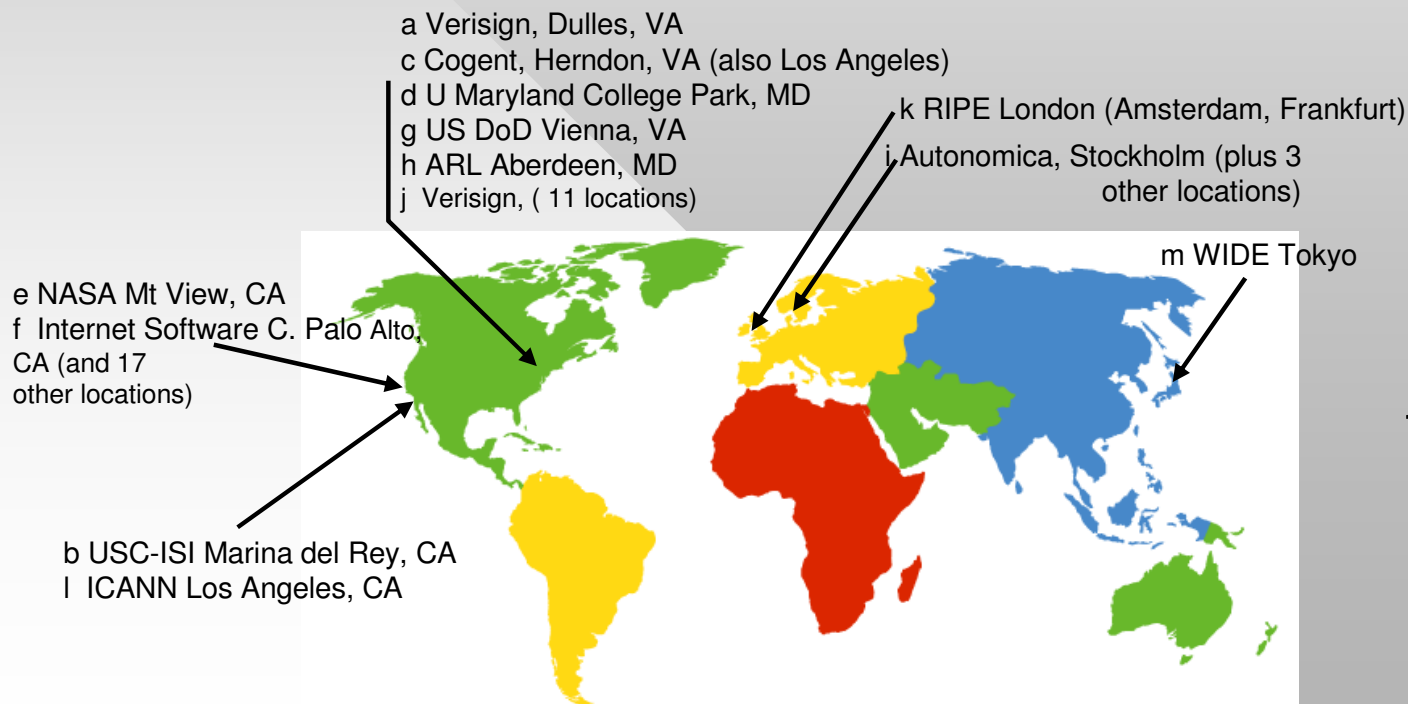 a Verisign, Dulles, VA
c Cogent, Herndon, VA (also Los Angeles)
d U Maryland College Park, MD
g US DoD Vienna, VA
h ARL Aberdeen, MD
j Verisign, ( 11 locations)
k RIPE London (Amsterdam, Frankfurt)
i Autonomica, Stockholm (plus 3
other locations)
m WIDE Tokyo
e NASA Mt View, CA
f Internet Software C. Palo Alto,
CA (and 17
other locations)
b USC-ISI Marina del Rey, CA
l ICANN Los Angeles, CA